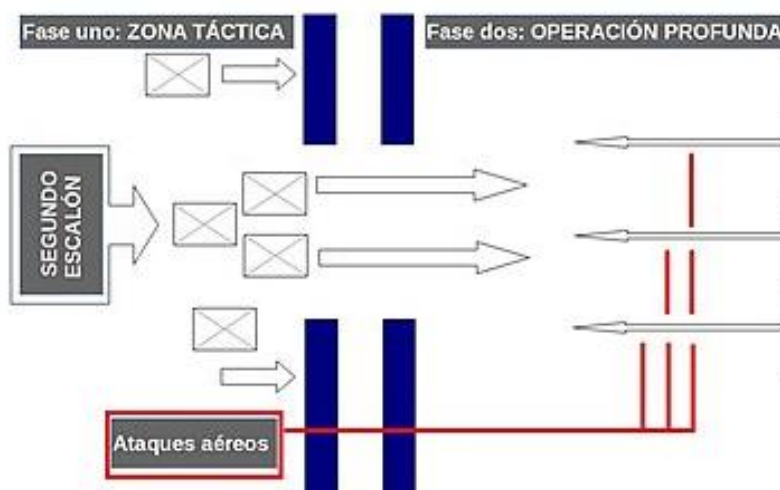 Fase uno: ZONA TÁCTICA
Fase dos: OPERACIÓN PROFUNDA
SEGUNDO
ESCALÓN
Ataques aéreos